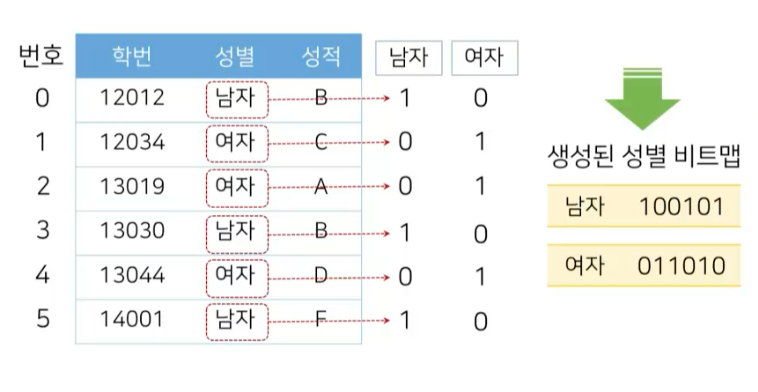 번호 학번 성별 성적 남자 여자
0 12012 남자 B 1 0
1 12034 여자 C 0 1
2 13019 여자 A 0 1
3 13030 남자 B 1 0
4 13044 여자 D 0 1
5 14001 남자 F 1 0
생성된 성별 비트맵
남자 100101
여자 011010